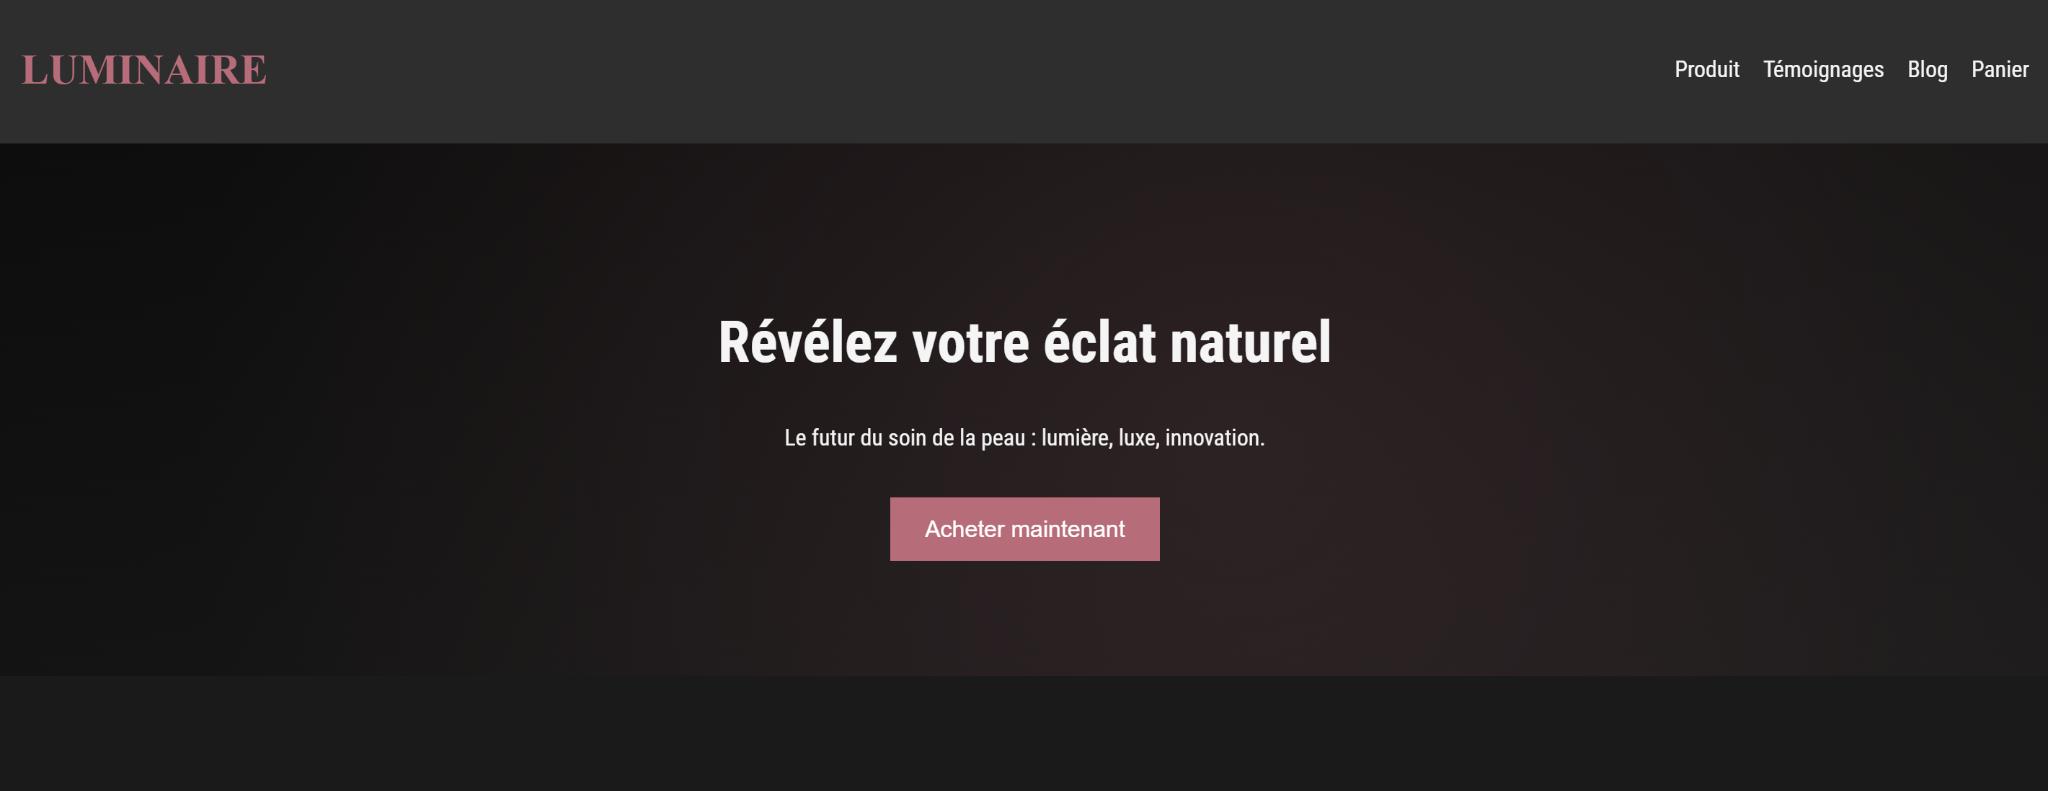 LUMINAIRE
Produit Témoignages Blog Panier
Révélez votre éclat naturel
Le futur du soin de la peau : lumière, luxe, innovation.
Acheter maintenant